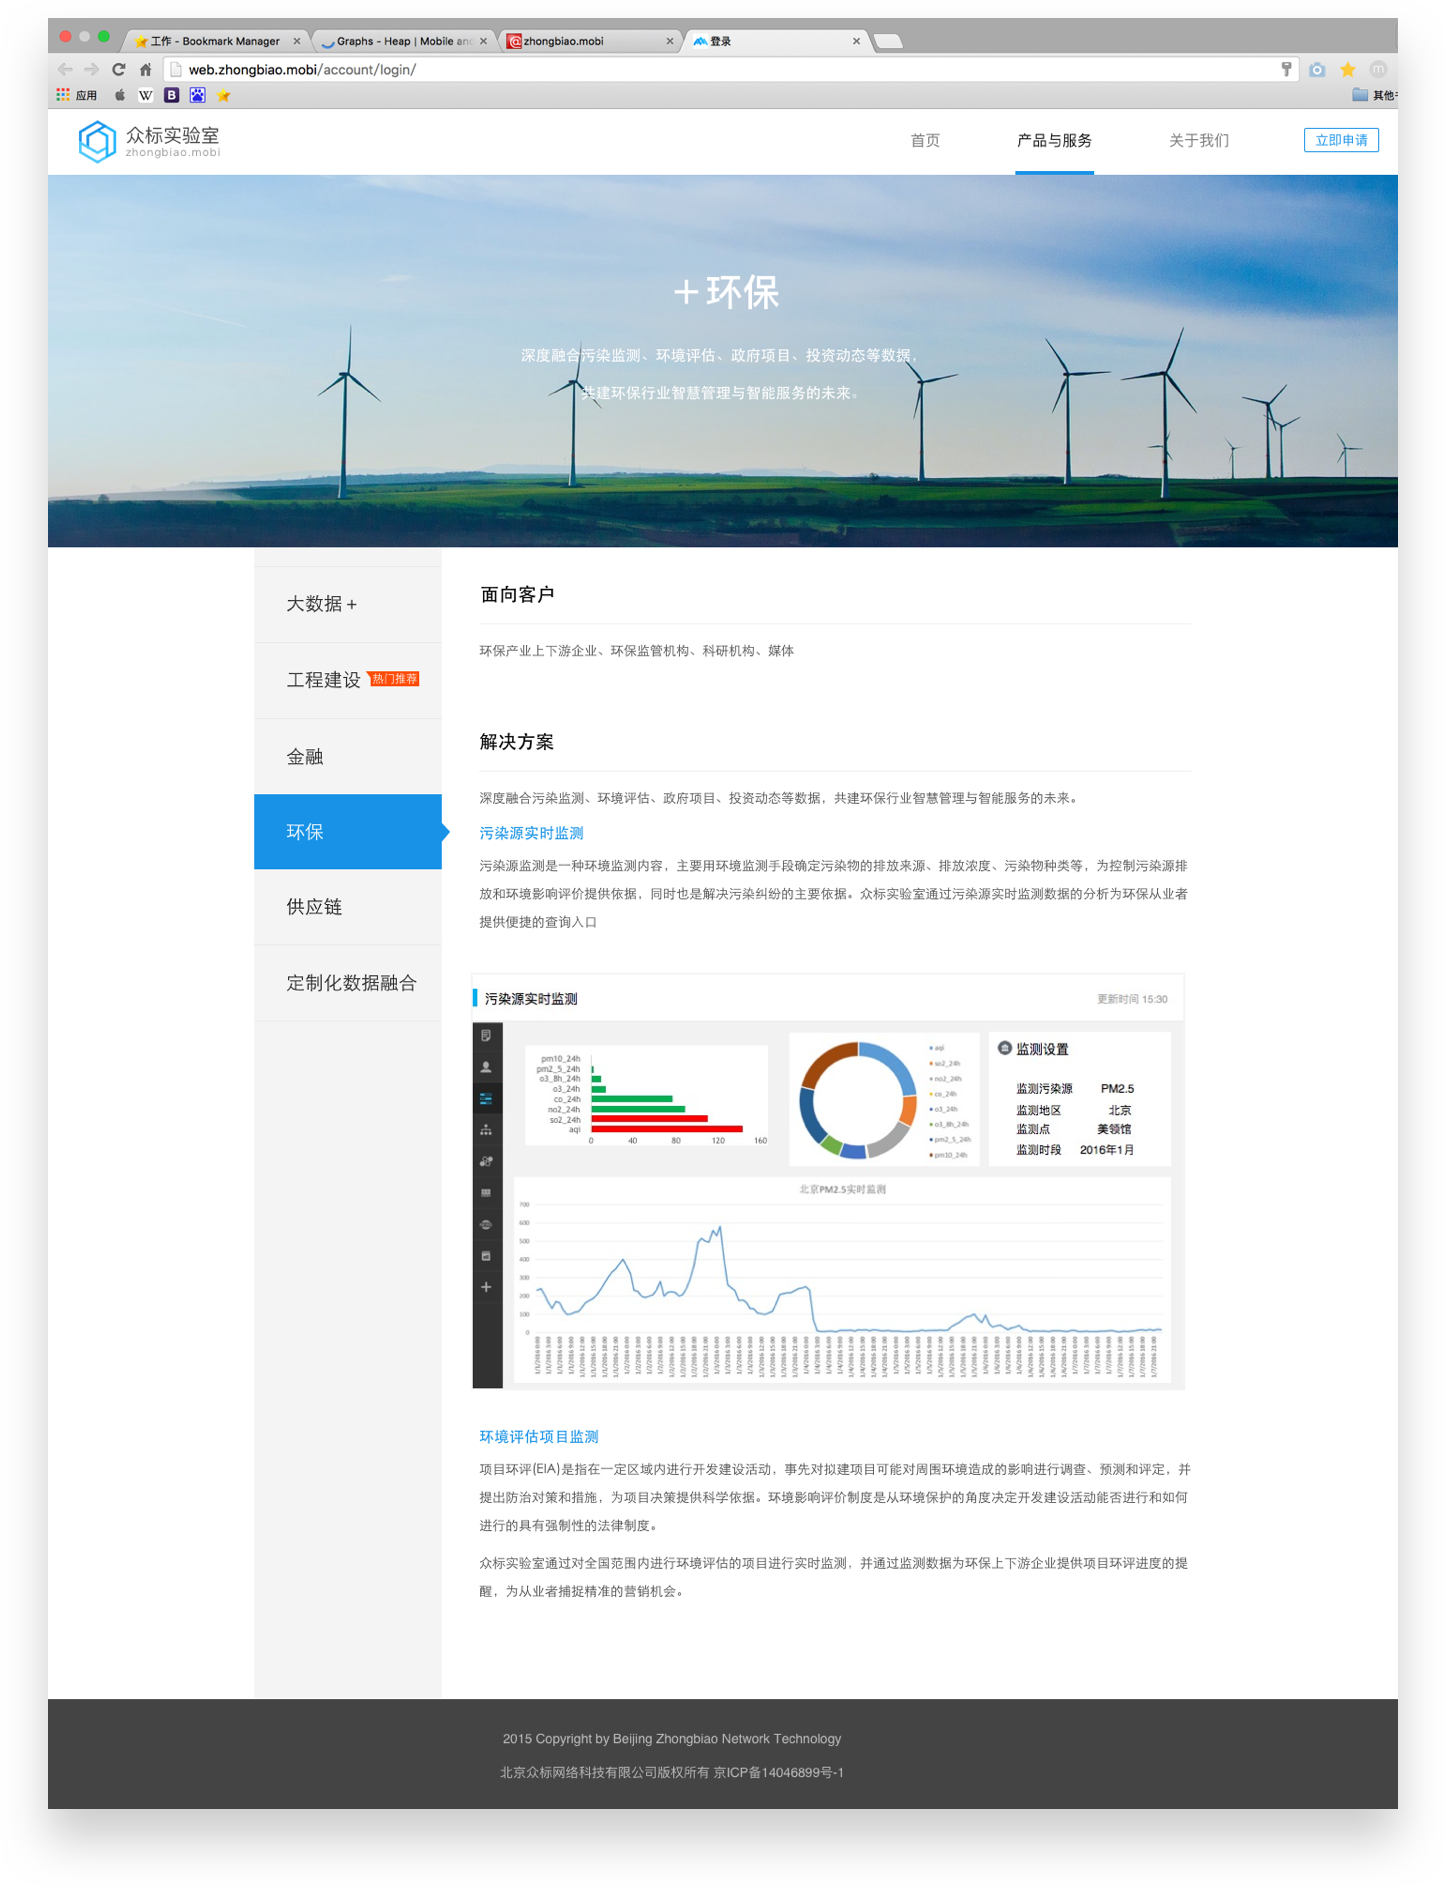 工作 - Bookmark Manager
Graphs - Heap | Mobile and
zhongbiao.mobi
登录
web.zhongbiao.mobi/account/login/
应用
W
B
其他
众标实验室
zhongbiao.mobi
首页
产品与服务
关于我们
立即申请
＋环保
深度融合污染监测、环境评估、政府项目、投资动态等数据，
共建环保行业智慧管理与智能服务的未来。
大数据＋
工程建设 热门推荐
金融
环保
供应链
定制化数据融合
面向客户
环保产业上下游企业、环保监管机构、科研机构、媒体
解决方案
深度融合污染监测、环境评估、政府项目、投资动态等数据，共建环保行业智慧管理与智能服务的未来。
污染源实时监测
污染源监测是一种环境监测内容，主要用环境监测手段确定污染物的排放来源、排放浓度、污染物种类等，为控制污染源排
放和环境影响评价提供依据，同时也是解决污染纠纷的主要依据。众标实验室通过污染源实时监测数据的分析为环保从业者
提供便捷的查询入口
污染源实时监测
更新时间 15:30
pm10_24h
pm2_5_24h
o3_8h_24h
o3_24h
co_24h
no2_24h
so2_24h
aqi
0 40 80 120 160
aqi
so2_24h
no2_24h
co_24h
o3_24h
o3_8h_24h
pm2_5_24h
pm10_24h
监测设置
监测污染源 PM2.5
监测地区 北京
监测点 美领馆
监测时段 2016年1月
北京PM2.5实时监测
700
600
500
400
300
200
100
0
环境评估项目监测
项目环评(EIA)是指在一定区域内进行开发建设活动，事先对拟建项目可能对周围环境造成的影响进行调查、预测和评定，并
提出防治对策和措施，为项目决策提供科学依据。环境影响评价制度是从环境保护的角度决定开发建设活动能否进行和如何
进行的具有强制性的法律制度。
众标实验室通过对全国范围内进行环境评估的项目进行实时监测，并通过监测数据为环保上下游企业提供项目环评进度的提
醒，为从业者捕捉精准的营销机会。
2015 Copyright by Beijing Zhongbiao Network Technology
北京众标网络科技有限公司版权所有 京ICP备14046899号-1